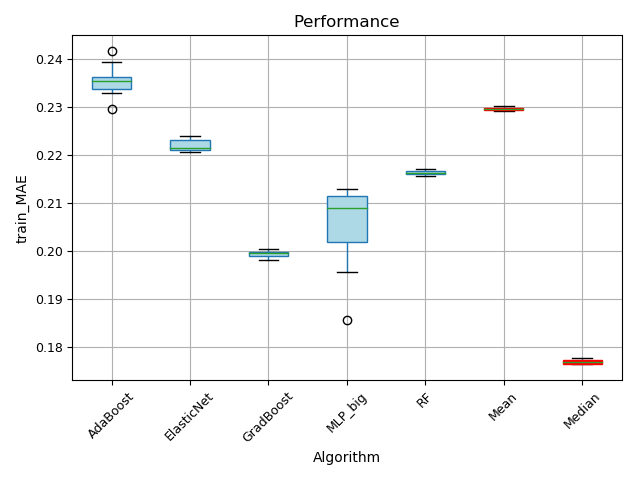 Performance
train_MAE
0.24
0.23
0.22
0.21
0.20
0.19
0.18
AdaBoost
ElasticNet
GradBoost
MLP_big
RF
Mean
Median
Algorithm